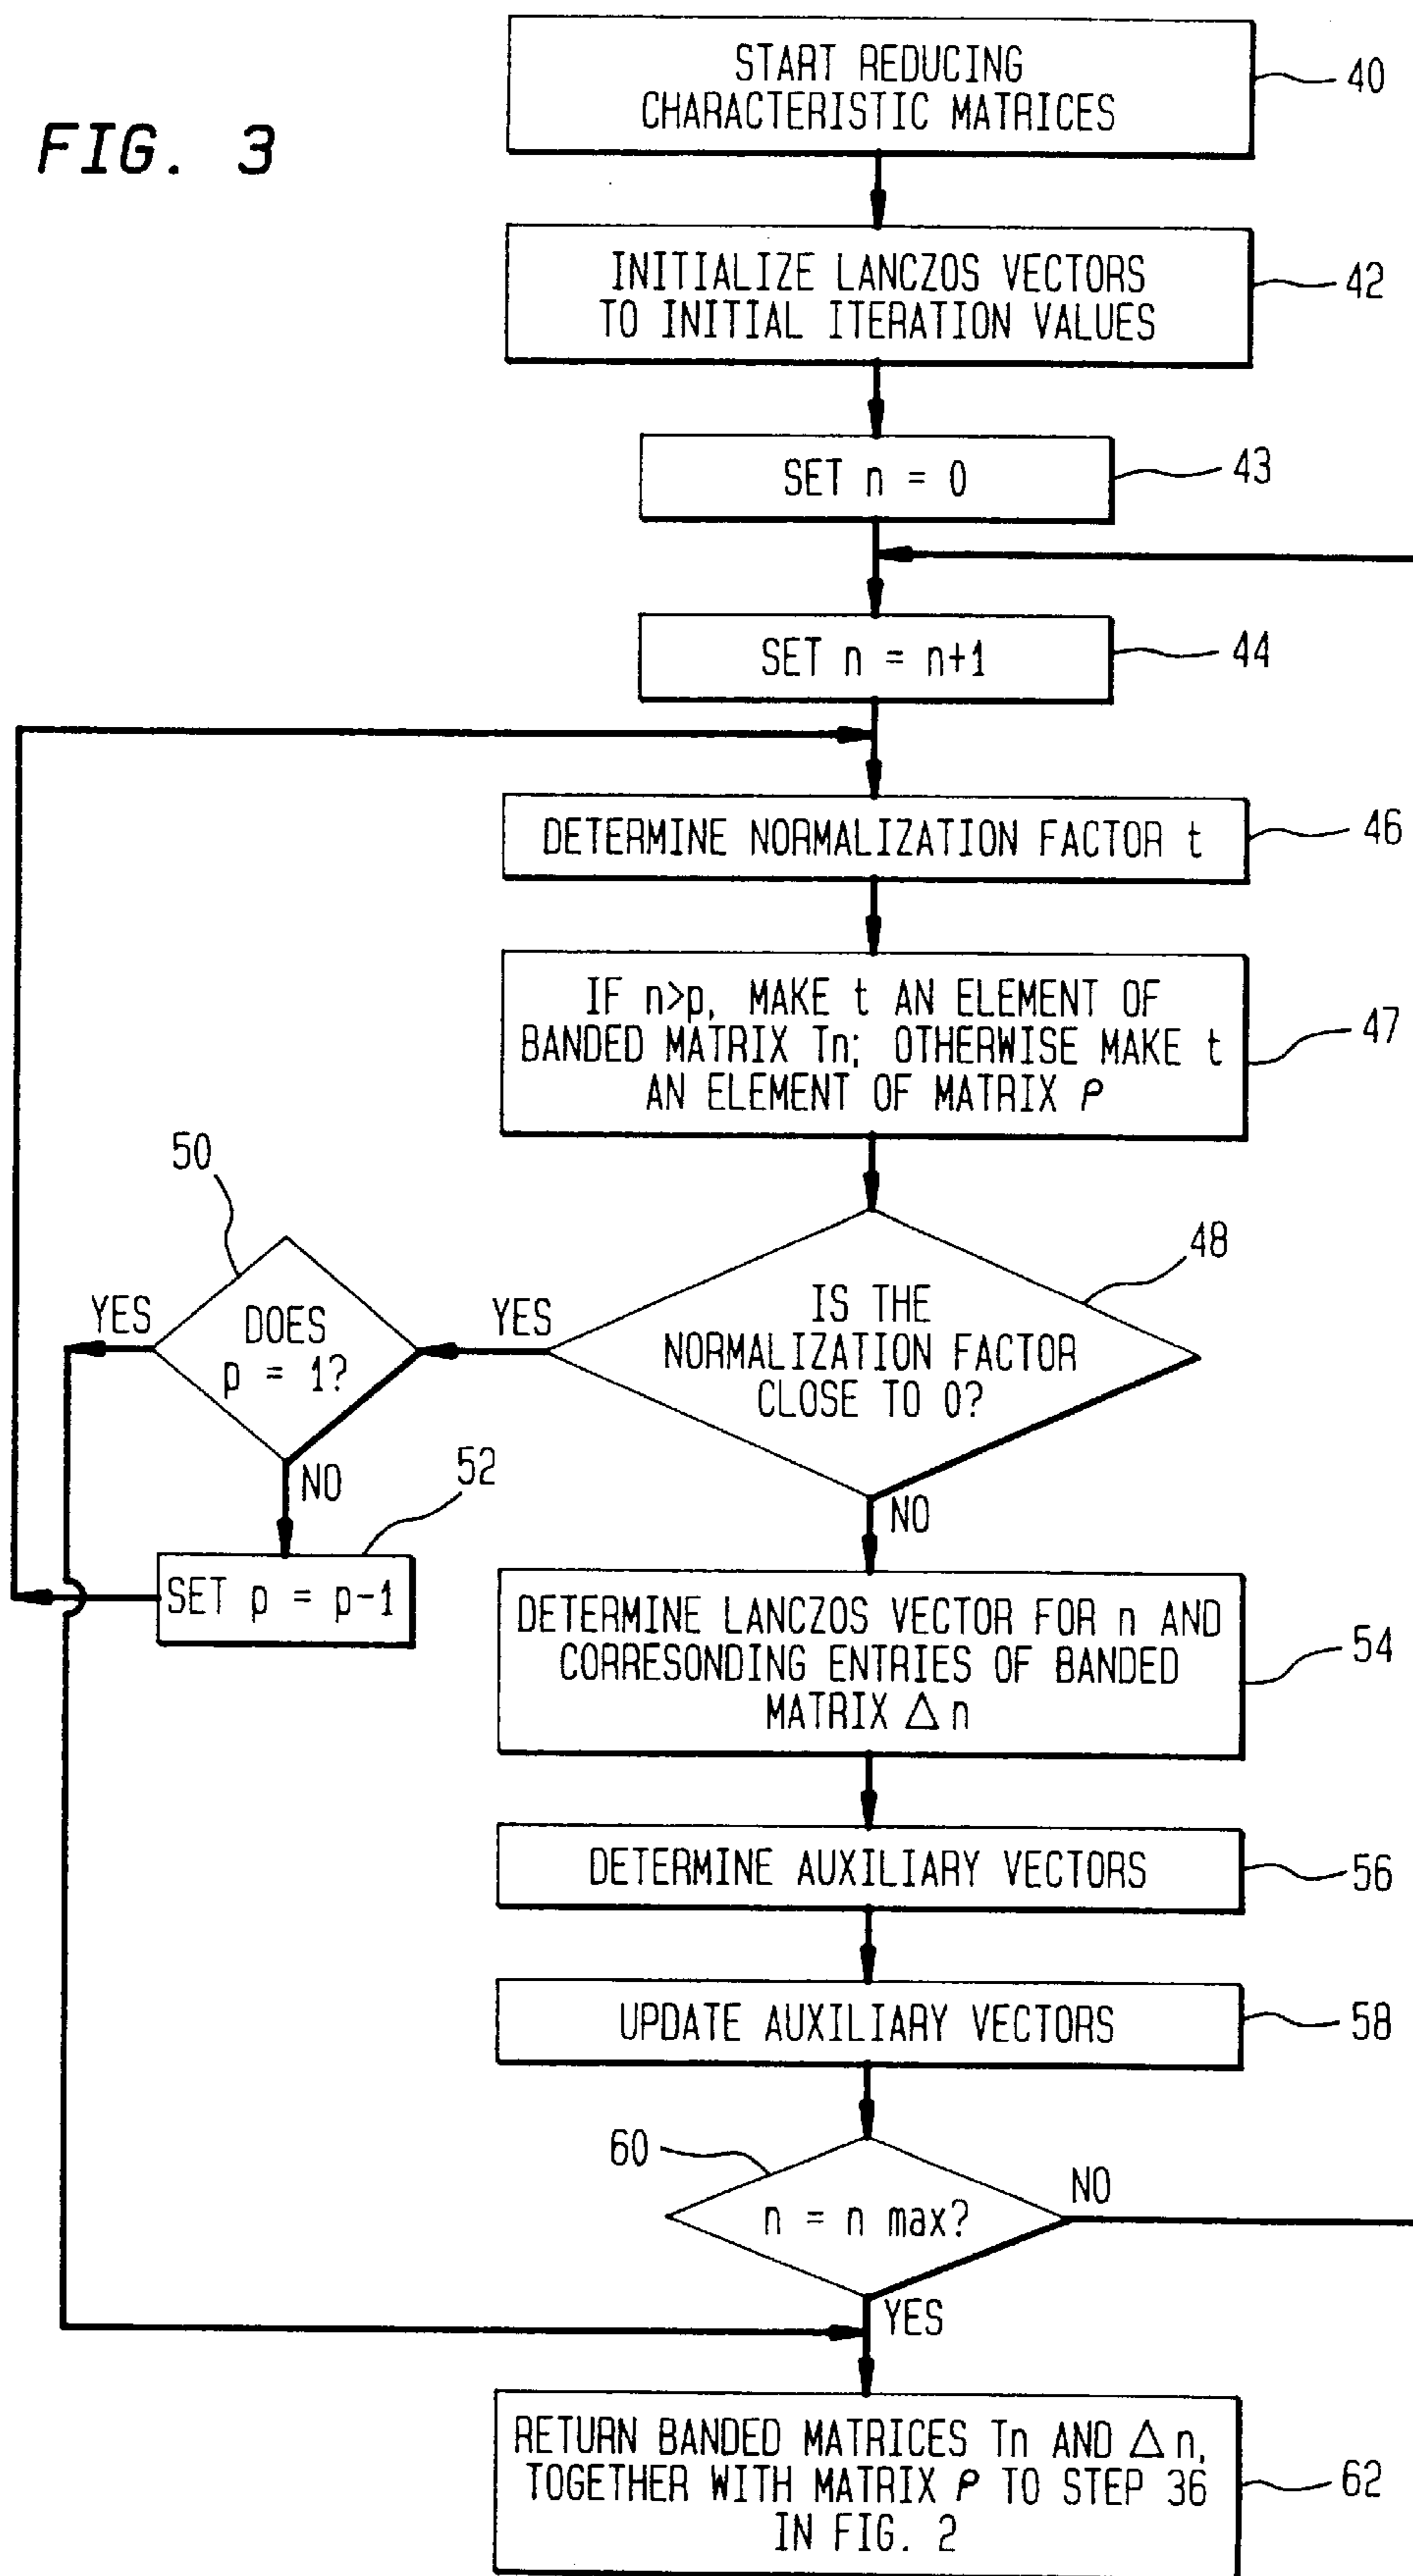 FIG. 3
START REDUCING
CHARACTERISTIC MATRICES
40
INITIALIZE LANCZOS VECTORS
TO INITIAL ITERATION VALUES
42
SET n = 0
43
SET n = n+1
44
DETERMINE NORMALIZATION FACTOR t
46
IF n>p, MAKE t AN ELEMENT OF
BANDED MATRIX Tn; OTHERWISE MAKE t
AN ELEMENT OF MATRIX ρ
47
50
48
YES
DOES
p = 1?
YES
IS THE
NORMALIZATION FACTOR
CLOSE TO 0?
NO
52
NO
SET p = p-1
DETERMINE LANCZOS VECTOR FOR n AND
CORRESONDING ENTRIES OF BANDED
MATRIX Δ n
54
DETERMINE AUXILIARY VECTORS
56
UPDATE AUXILIARY VECTORS
58
60
n = n max?
NO
YES
RETURN BANDED MATRICES Tn AND Δ n,
TOGETHER WITH MATRIX ρ TO STEP 36
IN FIG. 2
62